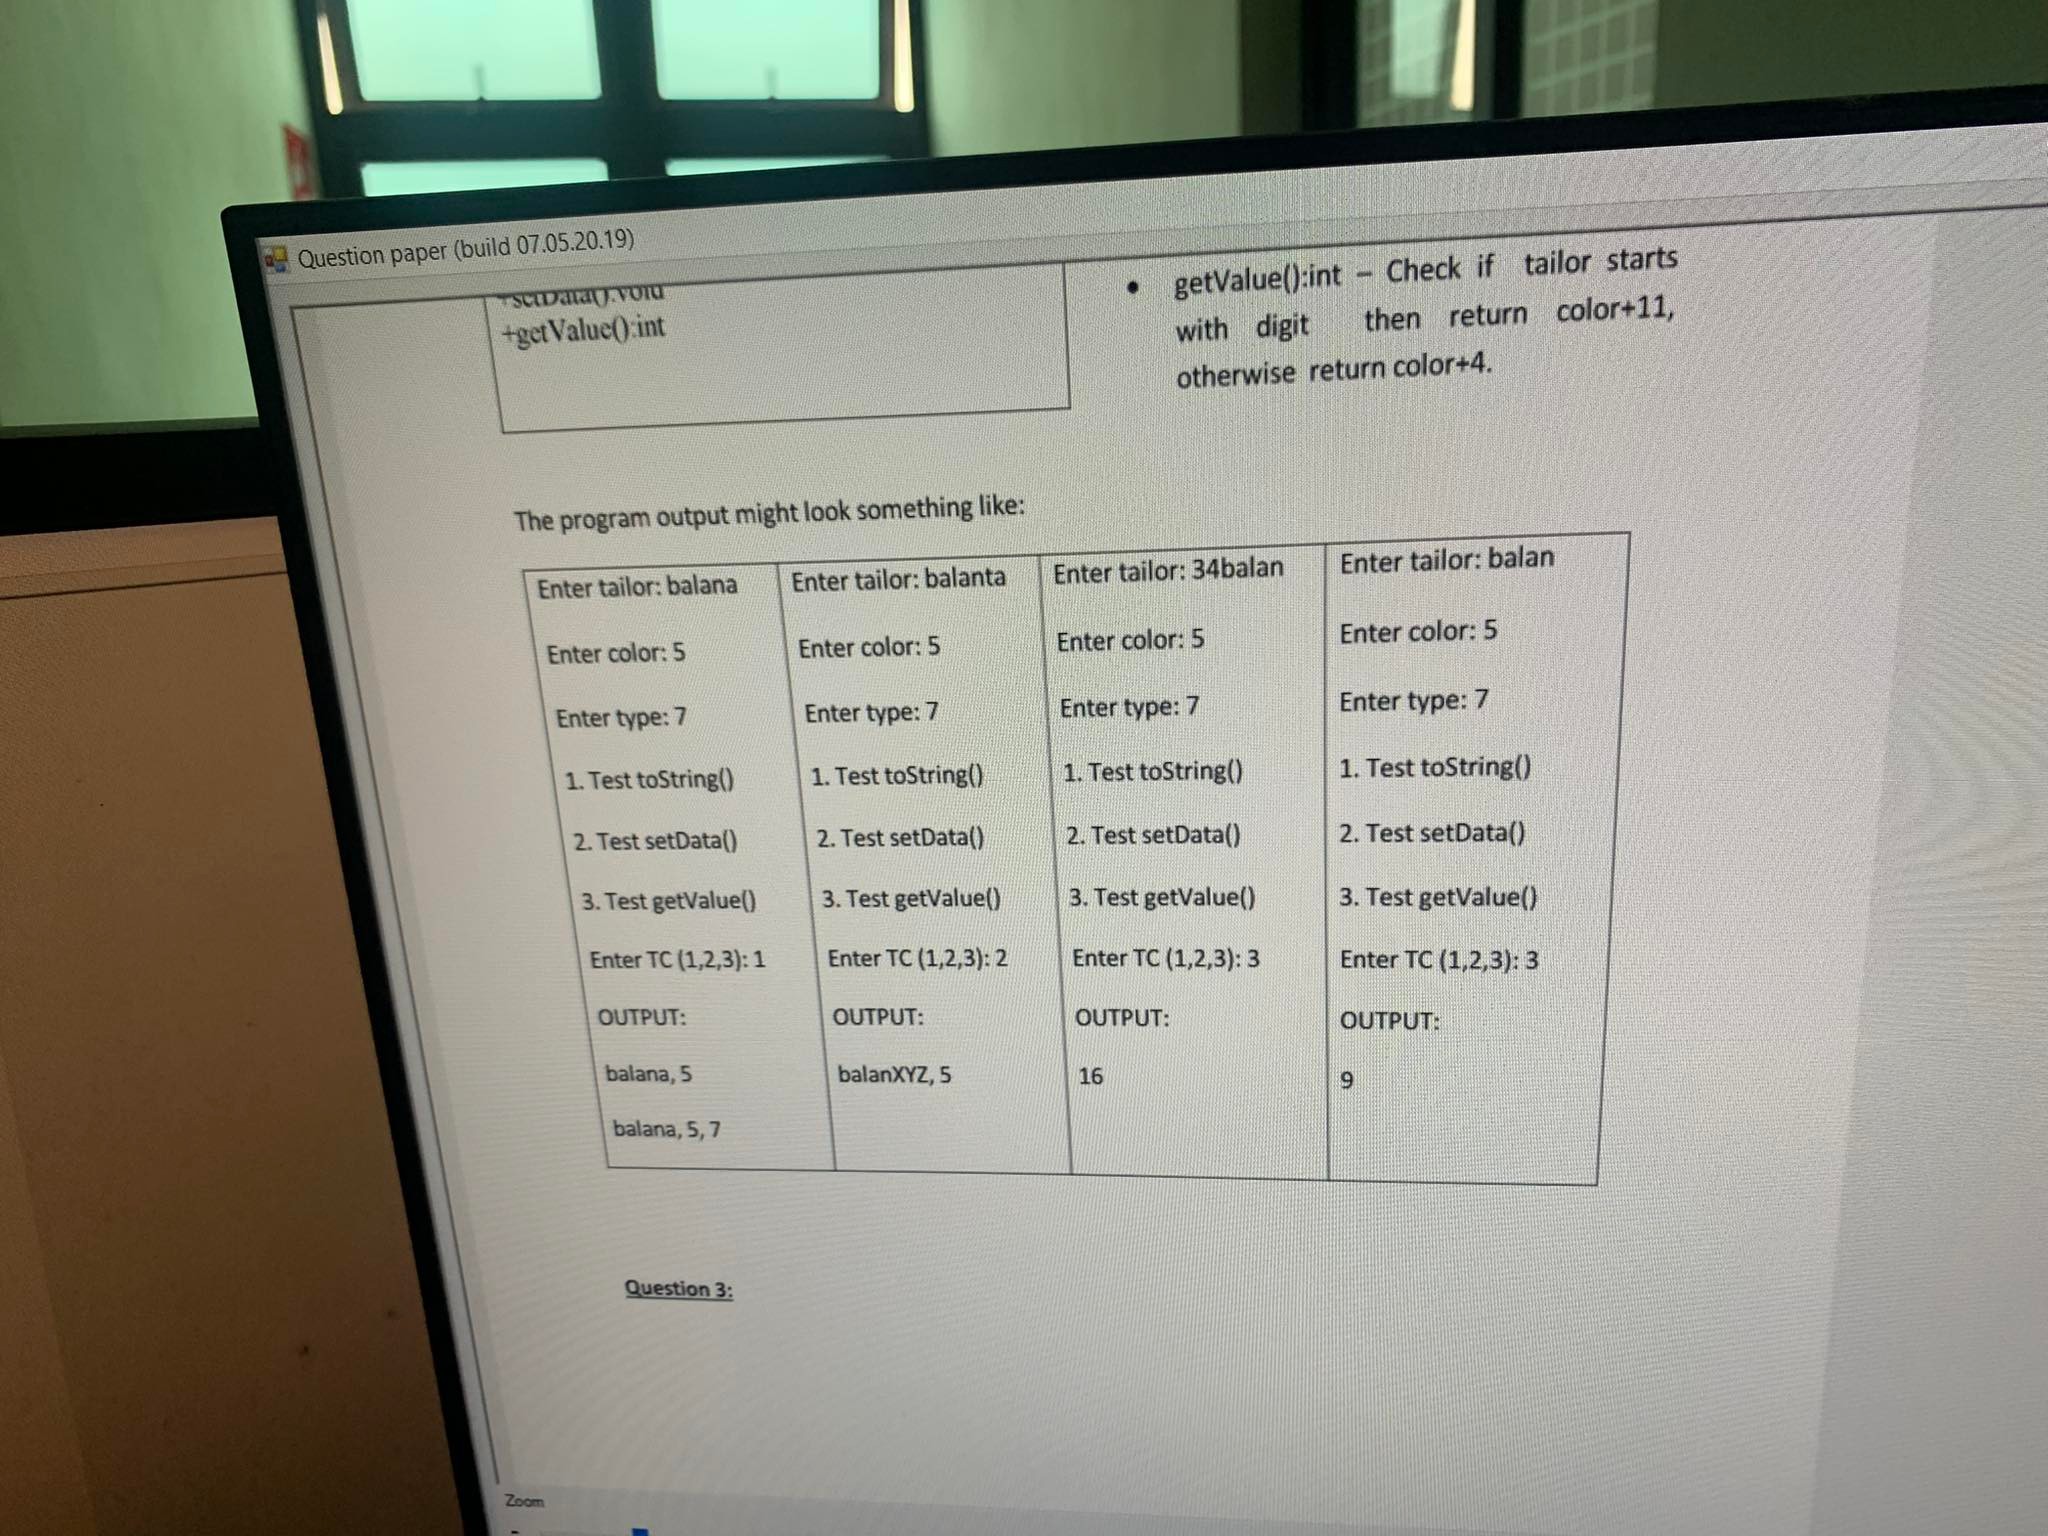 Question paper (build 07.05.20.19)
+setData():void
+getValue():int
• getValue():int – Check if tailor starts
with digit then return color+11,
otherwise return color+4.
The program output might look something like:
Enter tailor: balana
Enter color: 5
Enter type: 7
1. Test toString()
2. Test setData()
3. Test getValue()
Enter TC (1,2,3): 1
OUTPUT:
balana, 5
balana, 5, 7
Enter tailor: balanta
Enter color: 5
Enter type: 7
1. Test toString()
2. Test setData()
3. Test getValue()
Enter TC (1,2,3): 2
OUTPUT:
balanXYZ, 5
Enter tailor: 34balan
Enter color: 5
Enter type: 7
1. Test toString()
2. Test setData()
3. Test getValue()
Enter TC (1,2,3): 3
OUTPUT:
16
Enter tailor: balan
Enter color: 5
Enter type: 7
1. Test toString()
2. Test setData()
3. Test getValue()
Enter TC (1,2,3): 3
OUTPUT:
9
Question 3:
Zoom